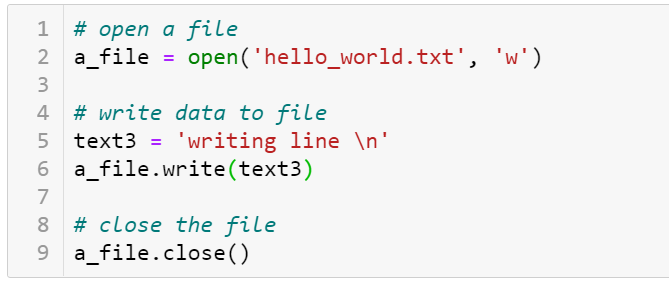 1 # open a file
2 a_file = open('hello_world.txt', 'w')
3
4 # write data to file
5 text3 = 'writing line \n'
6 a_file.write(text3)
7
8 # close the file
9 a_file.close()